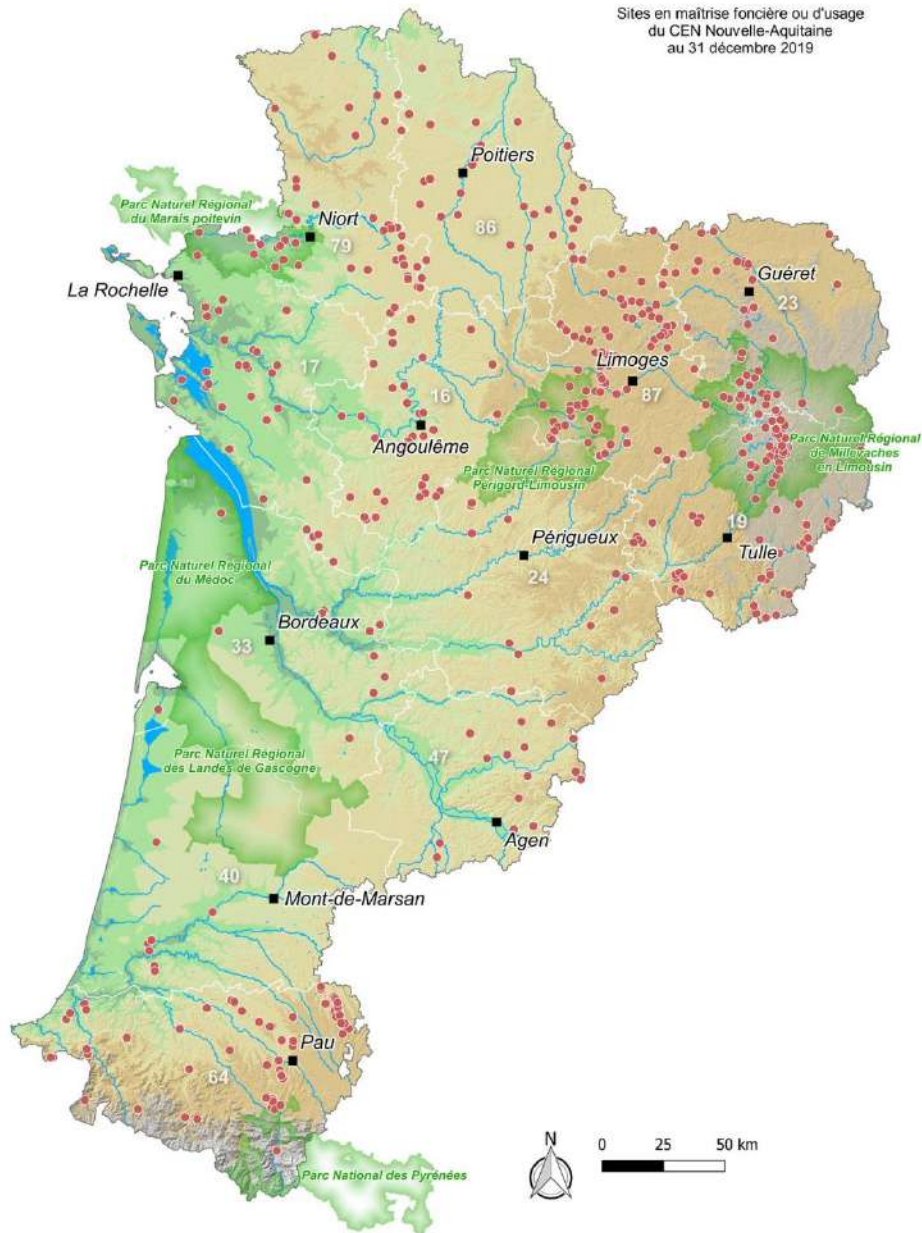 Sites en maîtrise foncière ou d'usage
du CEN Nouvelle-Aquitaine
au 31 décembre 2019
Poitiers
Parc Naturel Régional
du Marais poitevin
Niort
79
86
La Rochelle
Guéret
23
17
Limoges
87
16
Angoulême
Parc Naturel Régional
Périgord-Limousin
Parc Naturel Régional
de Millevaches
en Limousin
19
Tulle
Périgueux
24
Parc Naturel Régional
du Médoc
Bordeaux
33
Parc Naturel Régional
des Landes de Gascogne
47
Agen
40
Mont-de-Marsan
Pau
64
Parc National des Pyrénées
N
0 25 50 km